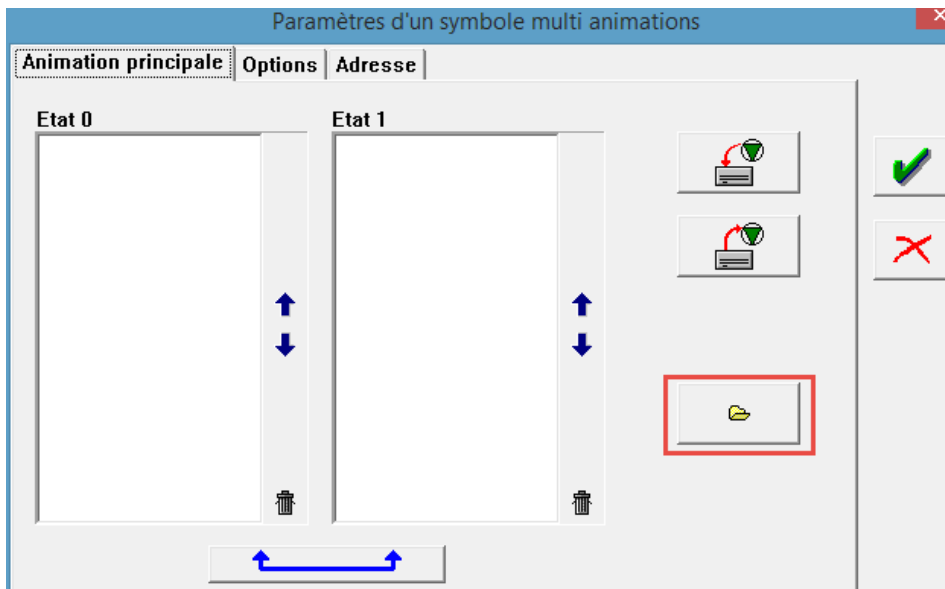 Paramètres d'un symbole multi animations
Animation principale Options Adresse
Etat 0 Etat 1